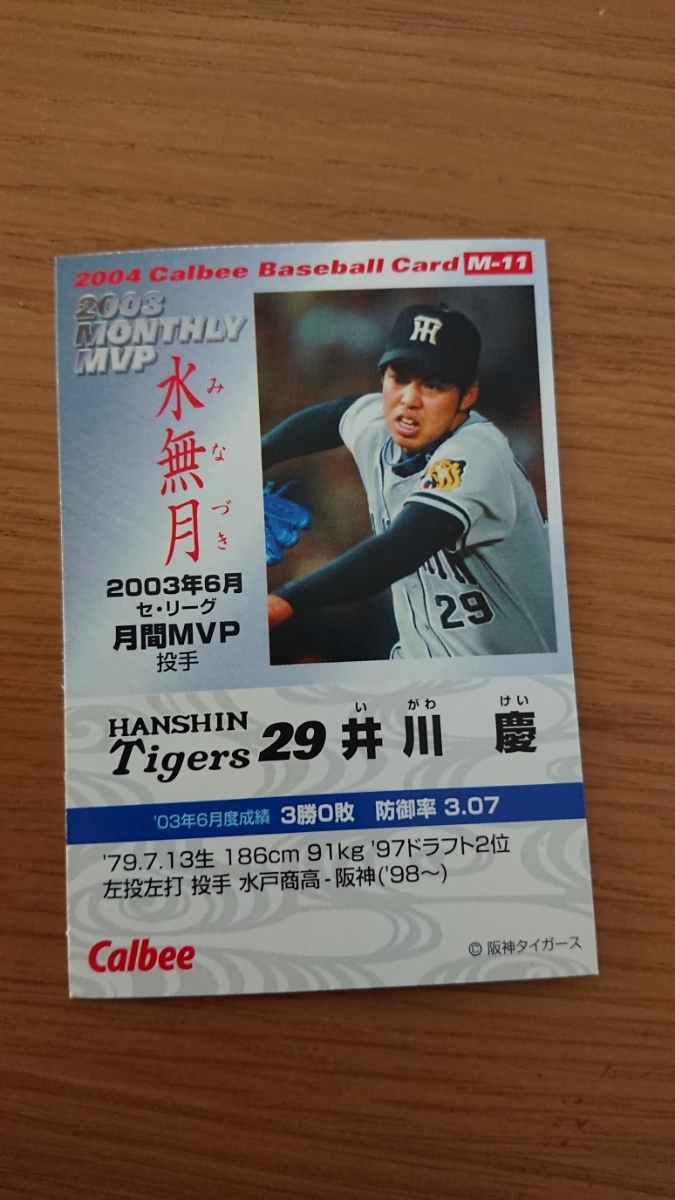 2004 Calbee Baseball Card M-11
2003
MONTHLY
MVP
水無月
みなづき
2003年6月
セ・リーグ
月間MVP
投手
29
HANSHIN
Tigers
29 井川 慶
い がわ けい
'03年6月度成績 3勝0敗 防御率 3.07
'79.7.13生 186cm 91kg '97ドラフト2位
左投左打 投手 水戸商高-阪神('98〜)
Calbee
© 阪神タイガース